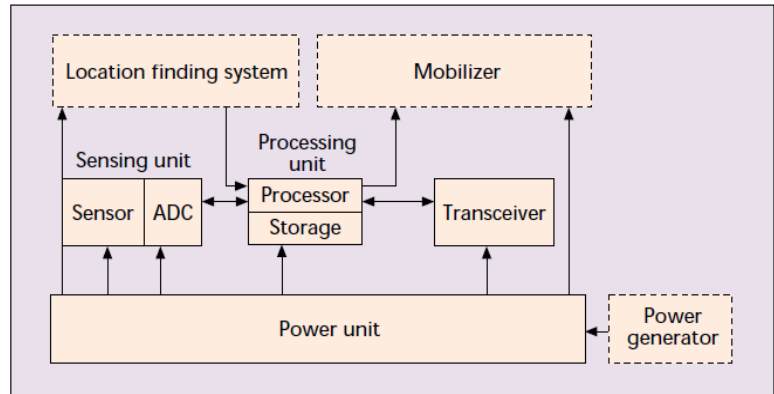 Location finding system
Mobilizer
Sensing unit
Processing
unit
Sensor
ADC
Processor
Storage
Transceiver
Power unit
Power
generator